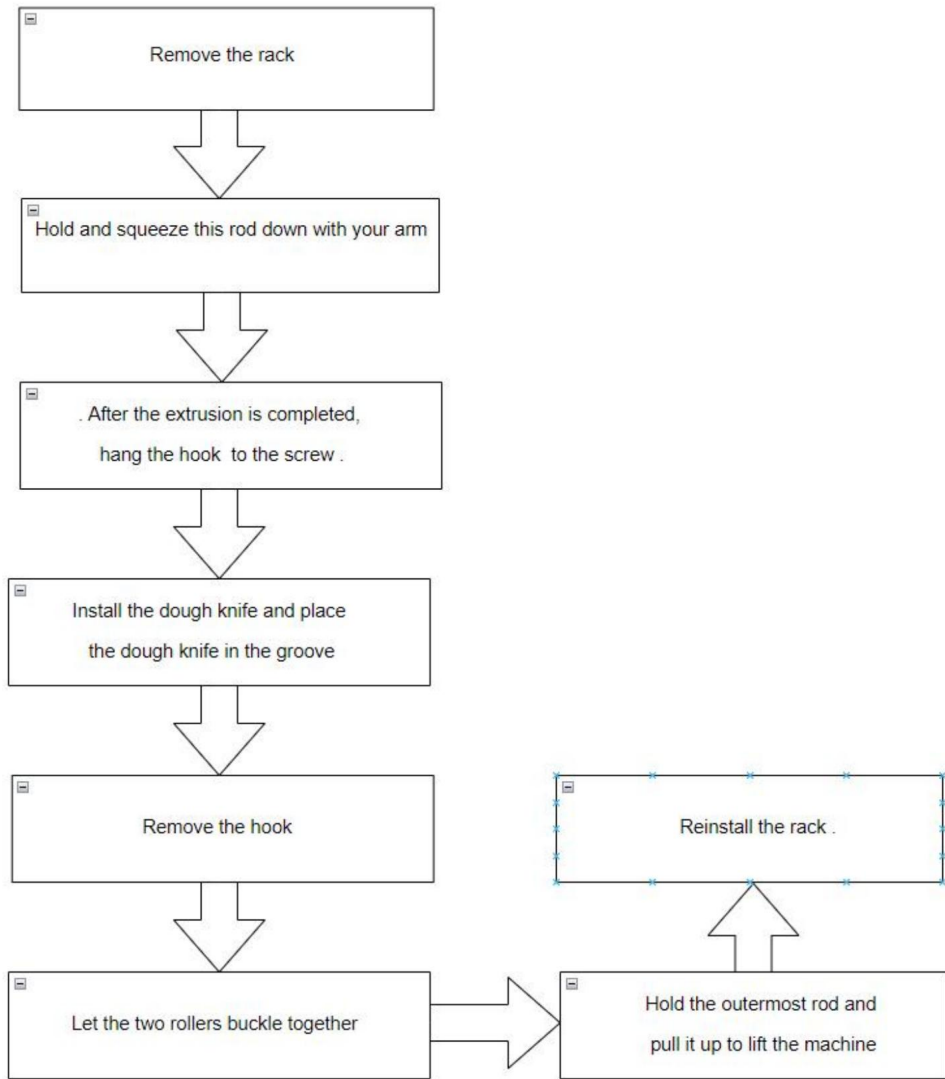 Remove the rack
Hold and squeeze this rod down with your arm
. After the extrusion is completed,
hang the hook to the screw .
Install the dough knife and place
the dough knife in the groove
Remove the hook
Let the two rollers buckle together
Hold the outermost rod and
pull it up to lift the machine
Reinstall the rack .